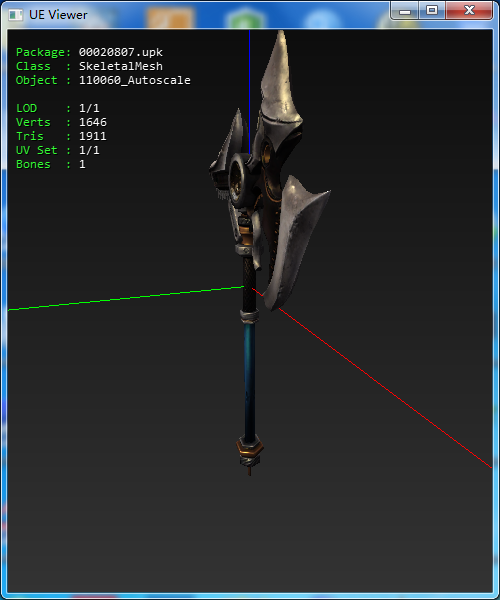 UE Viewer
Package: 00020807.upk
Class  : SkeletalMesh
Object : 110060_Autoscale
LOD    : 1/1
Verts  : 1646
Tris   : 1911
UV Set : 1/1
Bones  : 1